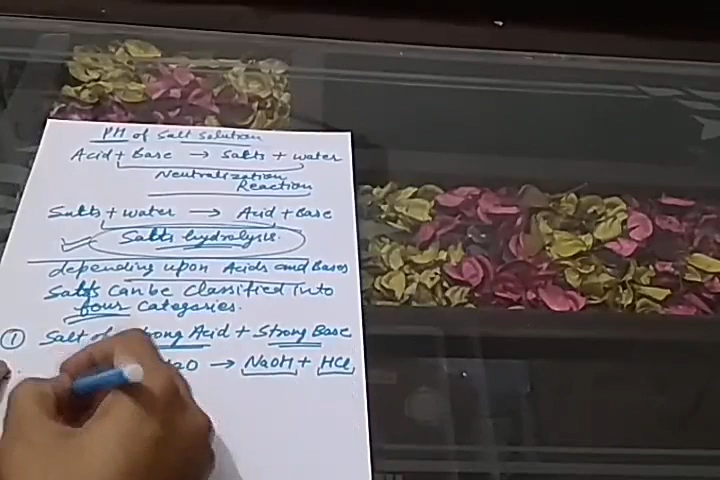 PH of Salt Solution
Acid + Base → Salts + water
Neutralization
Reaction
Salts + water → Acid + Base
Salts hydrolysis.
depending upon Acids and Bases
Salts can be classified into
four Categories.
① Salt of Strong Acid + Strong Base
→ NaOH + HCl